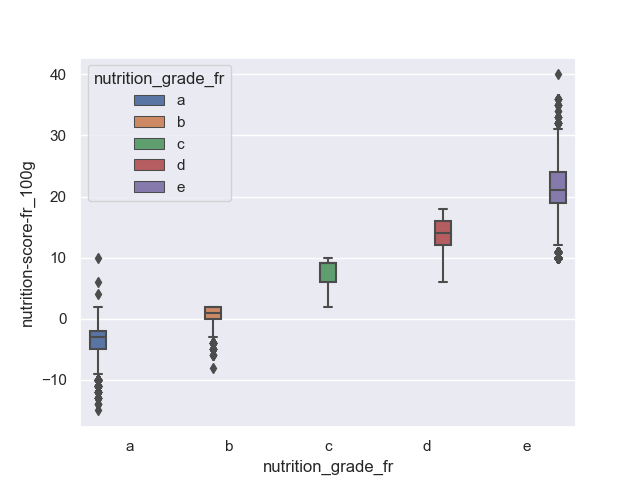 nutrition_grade_fr
a
b
c
d
e
40
30
20
10
0
−10
nutrition-score-fr_100g
a b c d e
nutrition_grade_fr